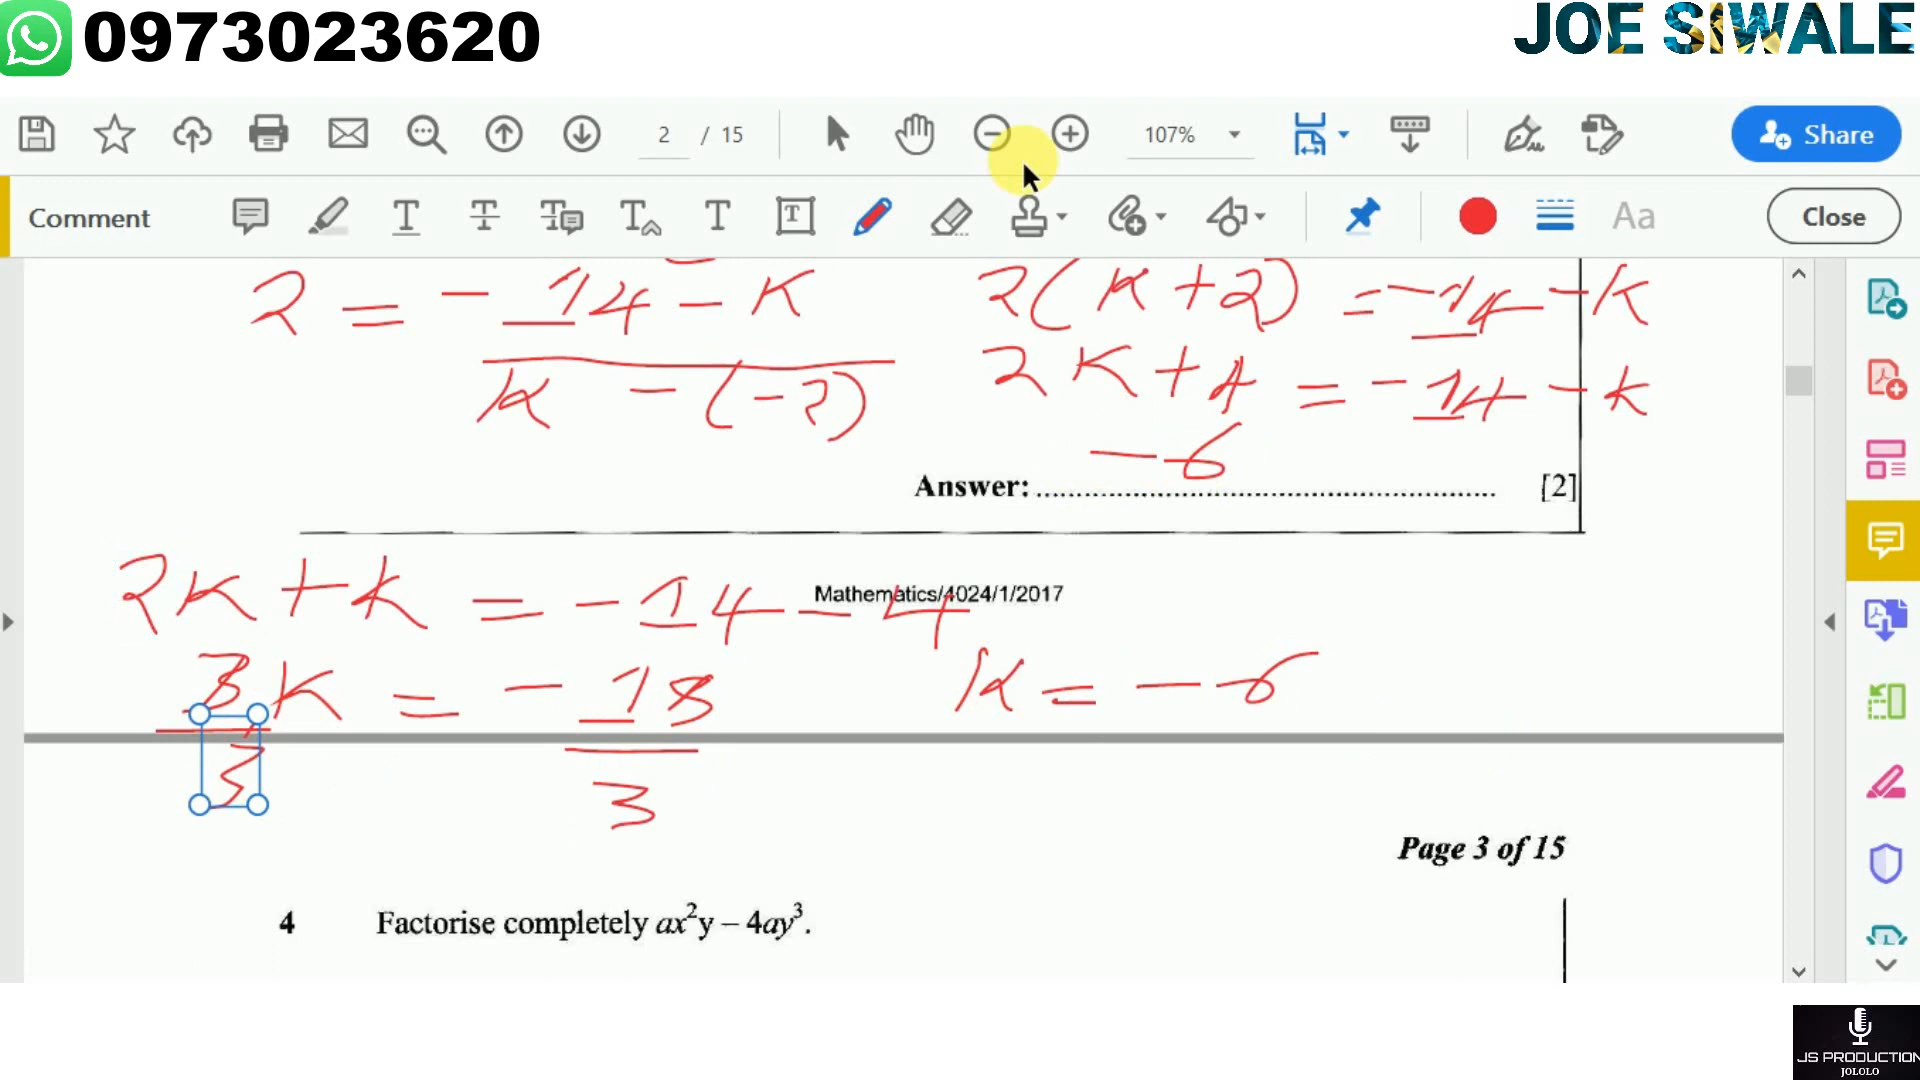 0973023620
JOE SIWALE
2 / 15
107%
Share
Comment
T T T T T T
Aa
Close
2 = -14 - K
K - (-2)
2(K+2) = -14 - K
2K + 4 = -14 - K
-6
Answer: ........................................................ [2]
2K + K = -14 - 4
Mathematics/4024/1/2017
3K = -18
3 3
K = -6
Page 3 of 15
4 Factorise completely ax²y – 4ay³.
JS PRODUCTION
JOLOLO